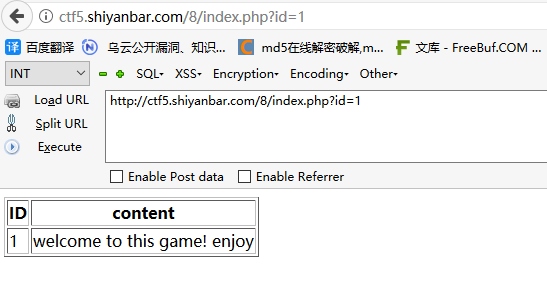 ctf5.shiyanbar.com/8/index.php?id=1
百度翻译 乌云公开漏洞、知识... md5在线解密破解,m... 文库 - FreeBuf.COM ...
INT SQL XSS Encryption Encoding Other
Load URL http://ctf5.shiyanbar.com/8/index.php?id=1
Split URL
Execute
Enable Post data Enable Referrer
ID content
1 welcome to this game! enjoy